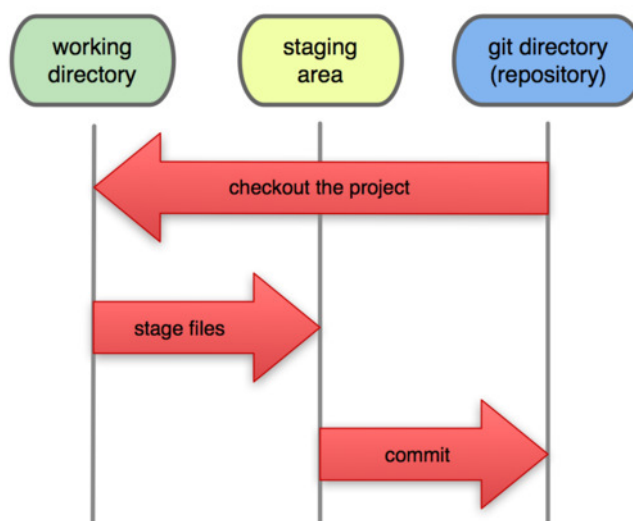 working
directory
staging
area
git directory
(repository)
checkout the project
stage files
commit